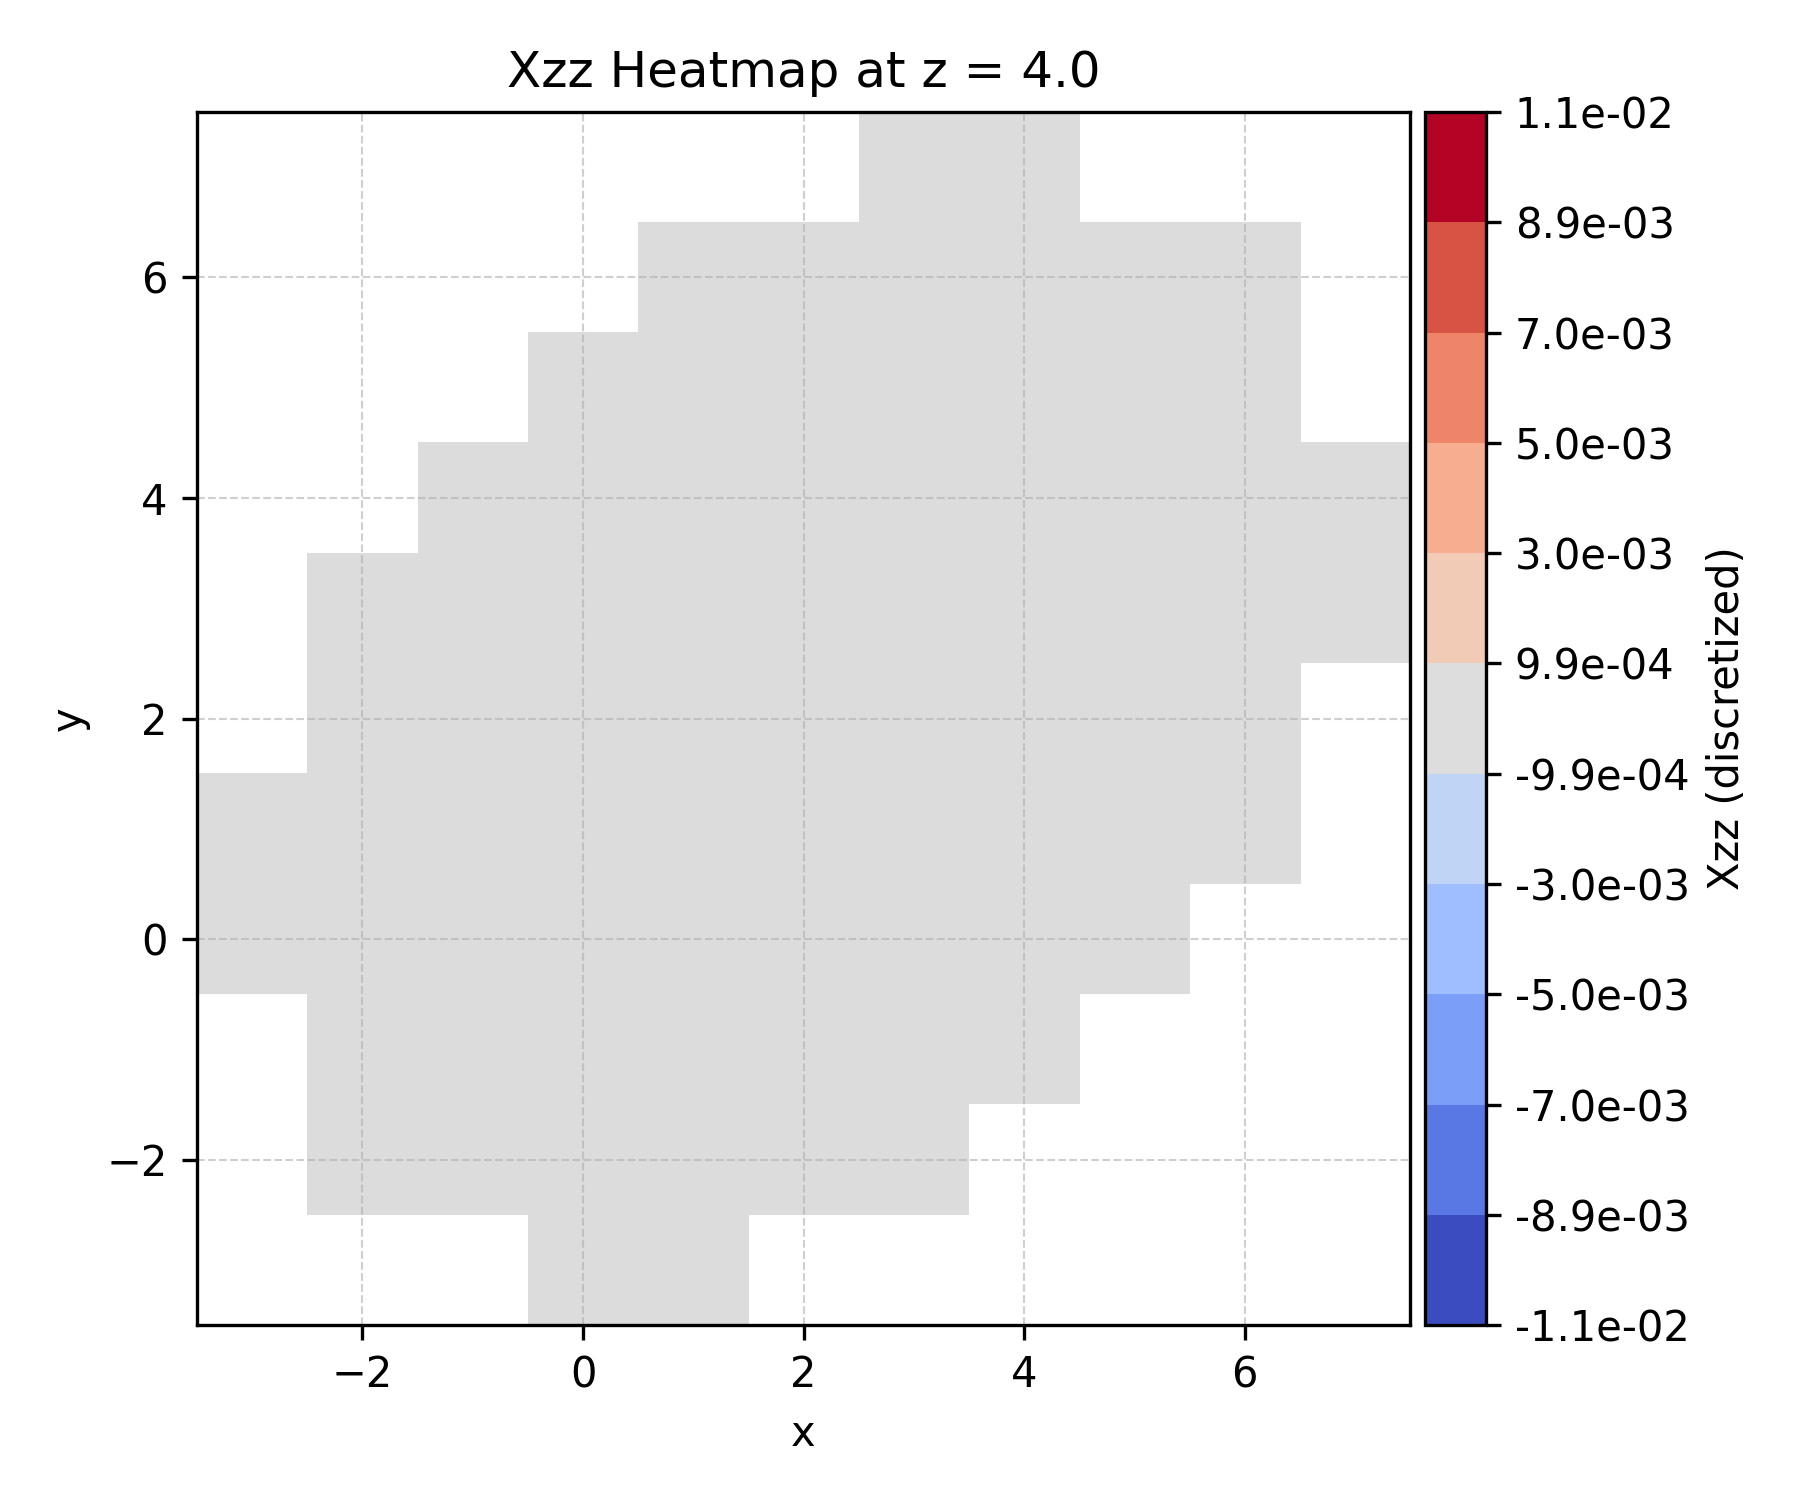 Xzz Heatmap at z = 4.0
1.1e-02
8.9e-03
7.0e-03
5.0e-03
3.0e-03
9.9e-04
-9.9e-04
-3.0e-03
-5.0e-03
-7.0e-03
-8.9e-03
-1.1e-02
Xzz (discretized)
6
4
2
0
−2
y
−2
0
2
4
6
x